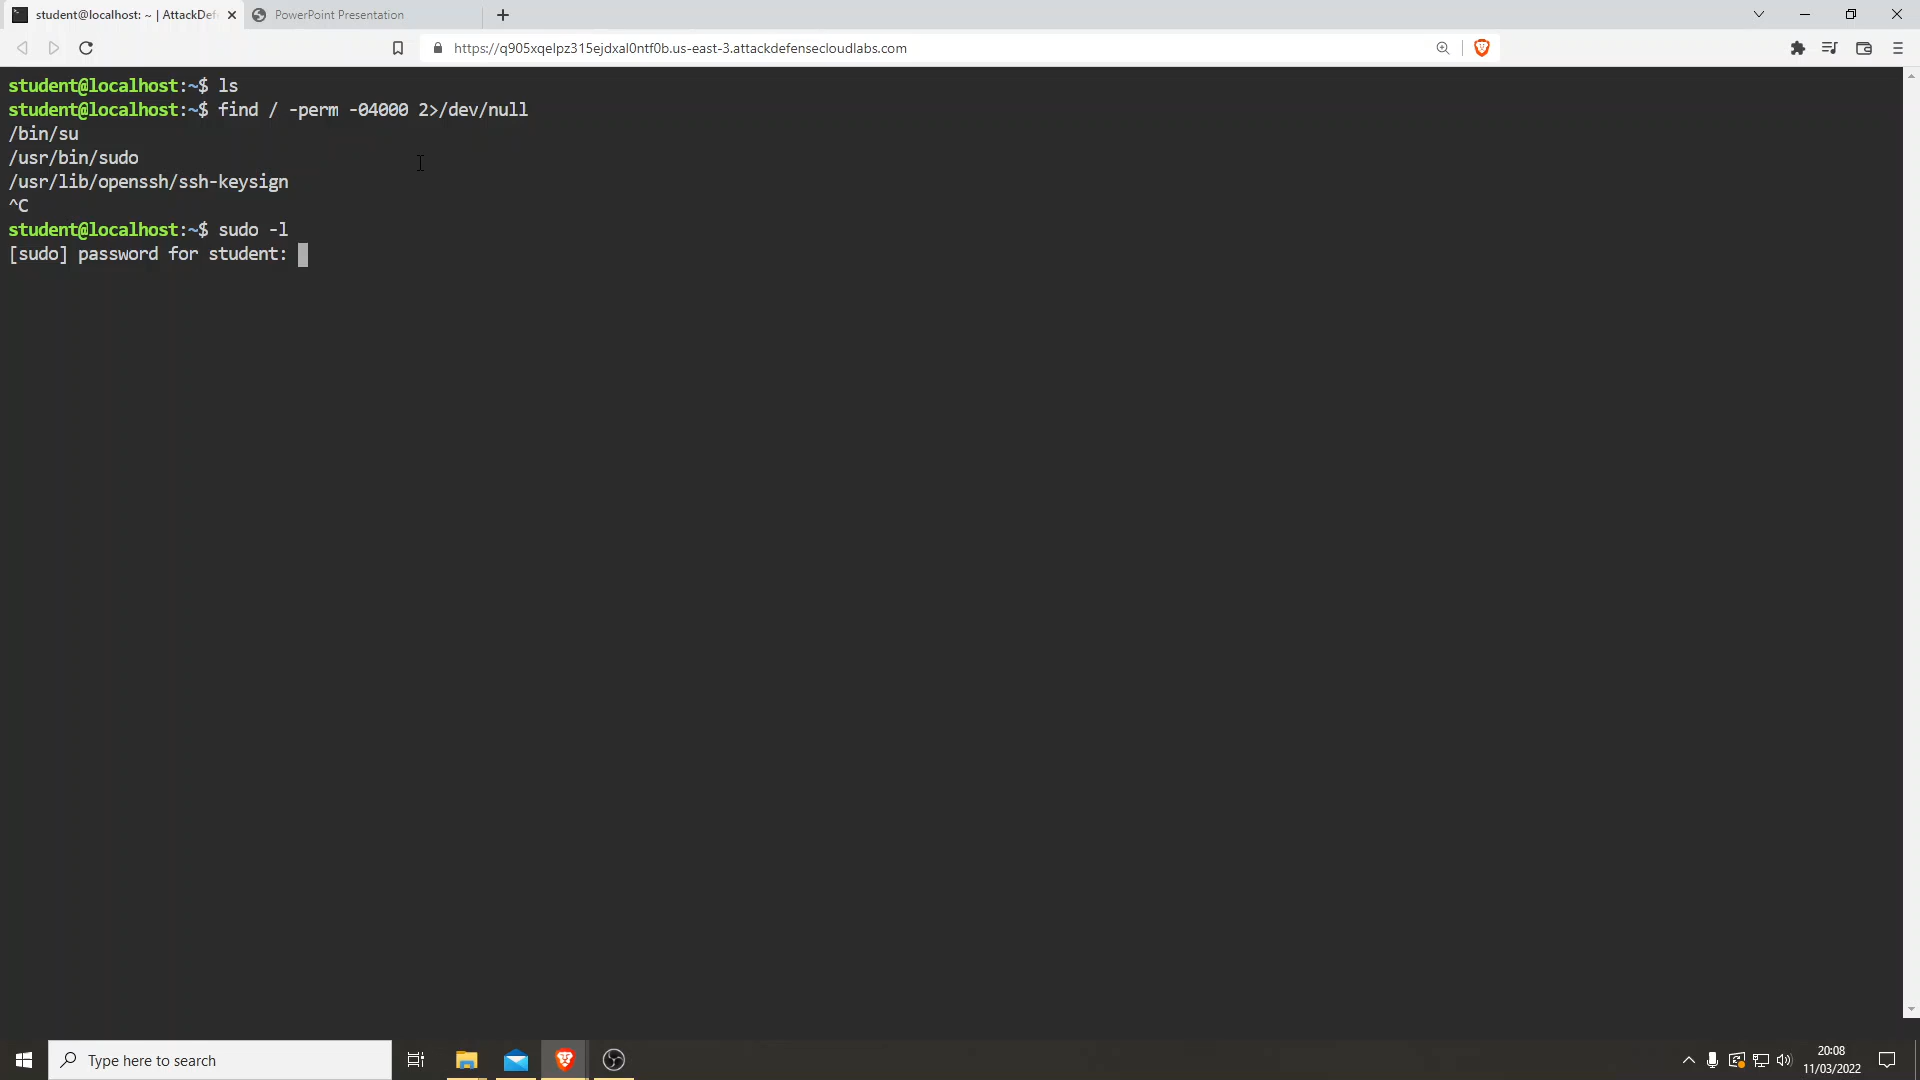 student@localhost: ~ | AttackDef
PowerPoint Presentation
https://q905xqelpz315ejdxal0ntf0b.us-east-3.attackdefensecloudlabs.com
student@localhost:~$ ls
student@localhost:~$ find / -perm -04000 2>/dev/null
/bin/su
/usr/bin/sudo
/usr/lib/openssh/ssh-keysign
^C
student@localhost:~$ sudo -l
[sudo] password for student:
Type here to search
20:08
11/03/2022